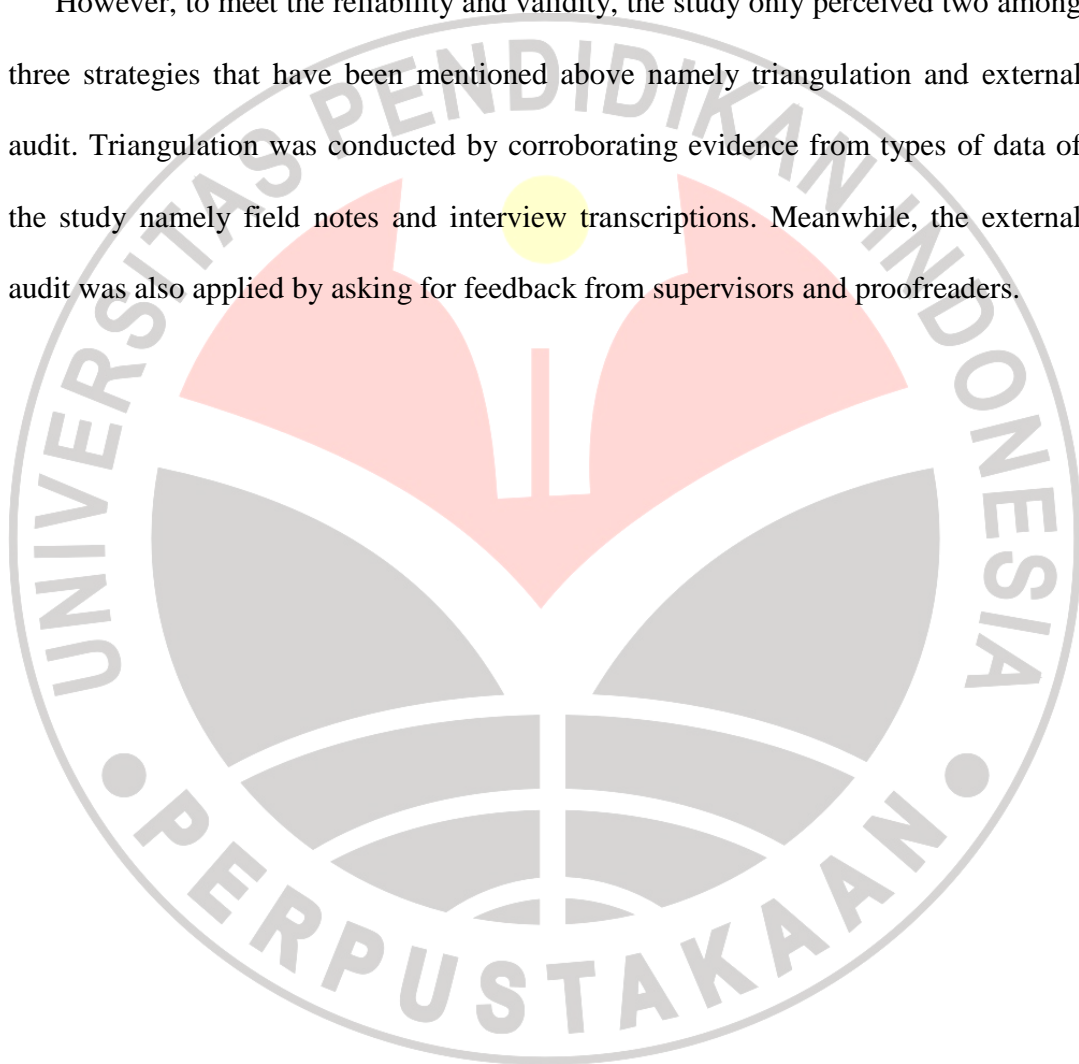 However, to meet the reliability and validity, the study only perceived two among
three strategies that have been mentioned above namely triangulation and external
audit. Triangulation was conducted by corroborating evidence from types of data of
the study namely field notes and interview transcriptions. Meanwhile, the external
audit was also applied by asking for feedback from supervisors and proofreaders.
UNIVERSITAS PENDIDIKAN INDONESIA
PERPUSTAKAAN